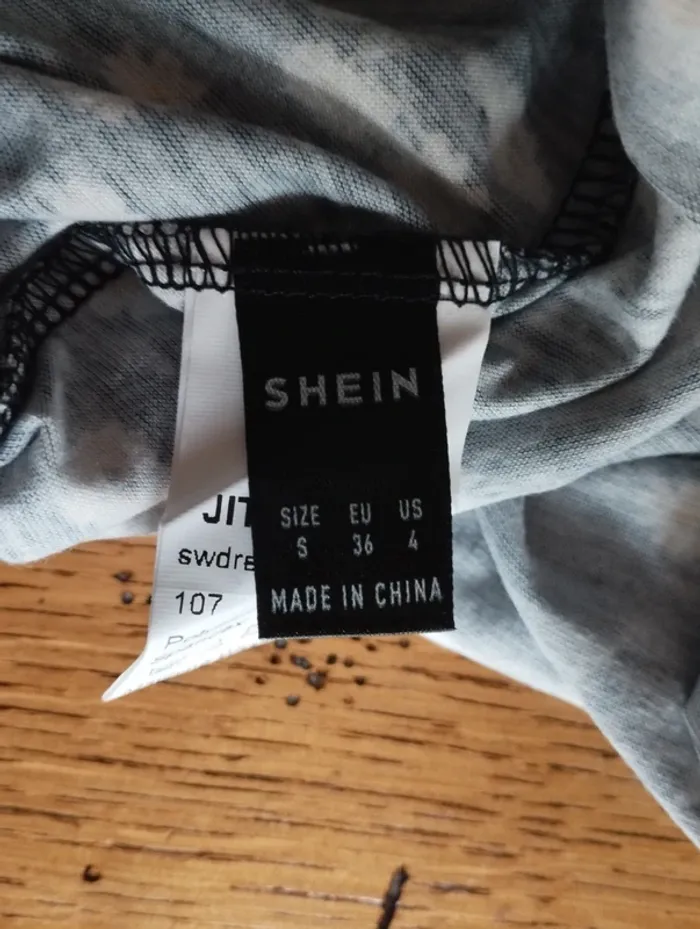 SHEIN
SIZE EU US
S 36 4
MADE IN CHINA
JIT
swdre
107